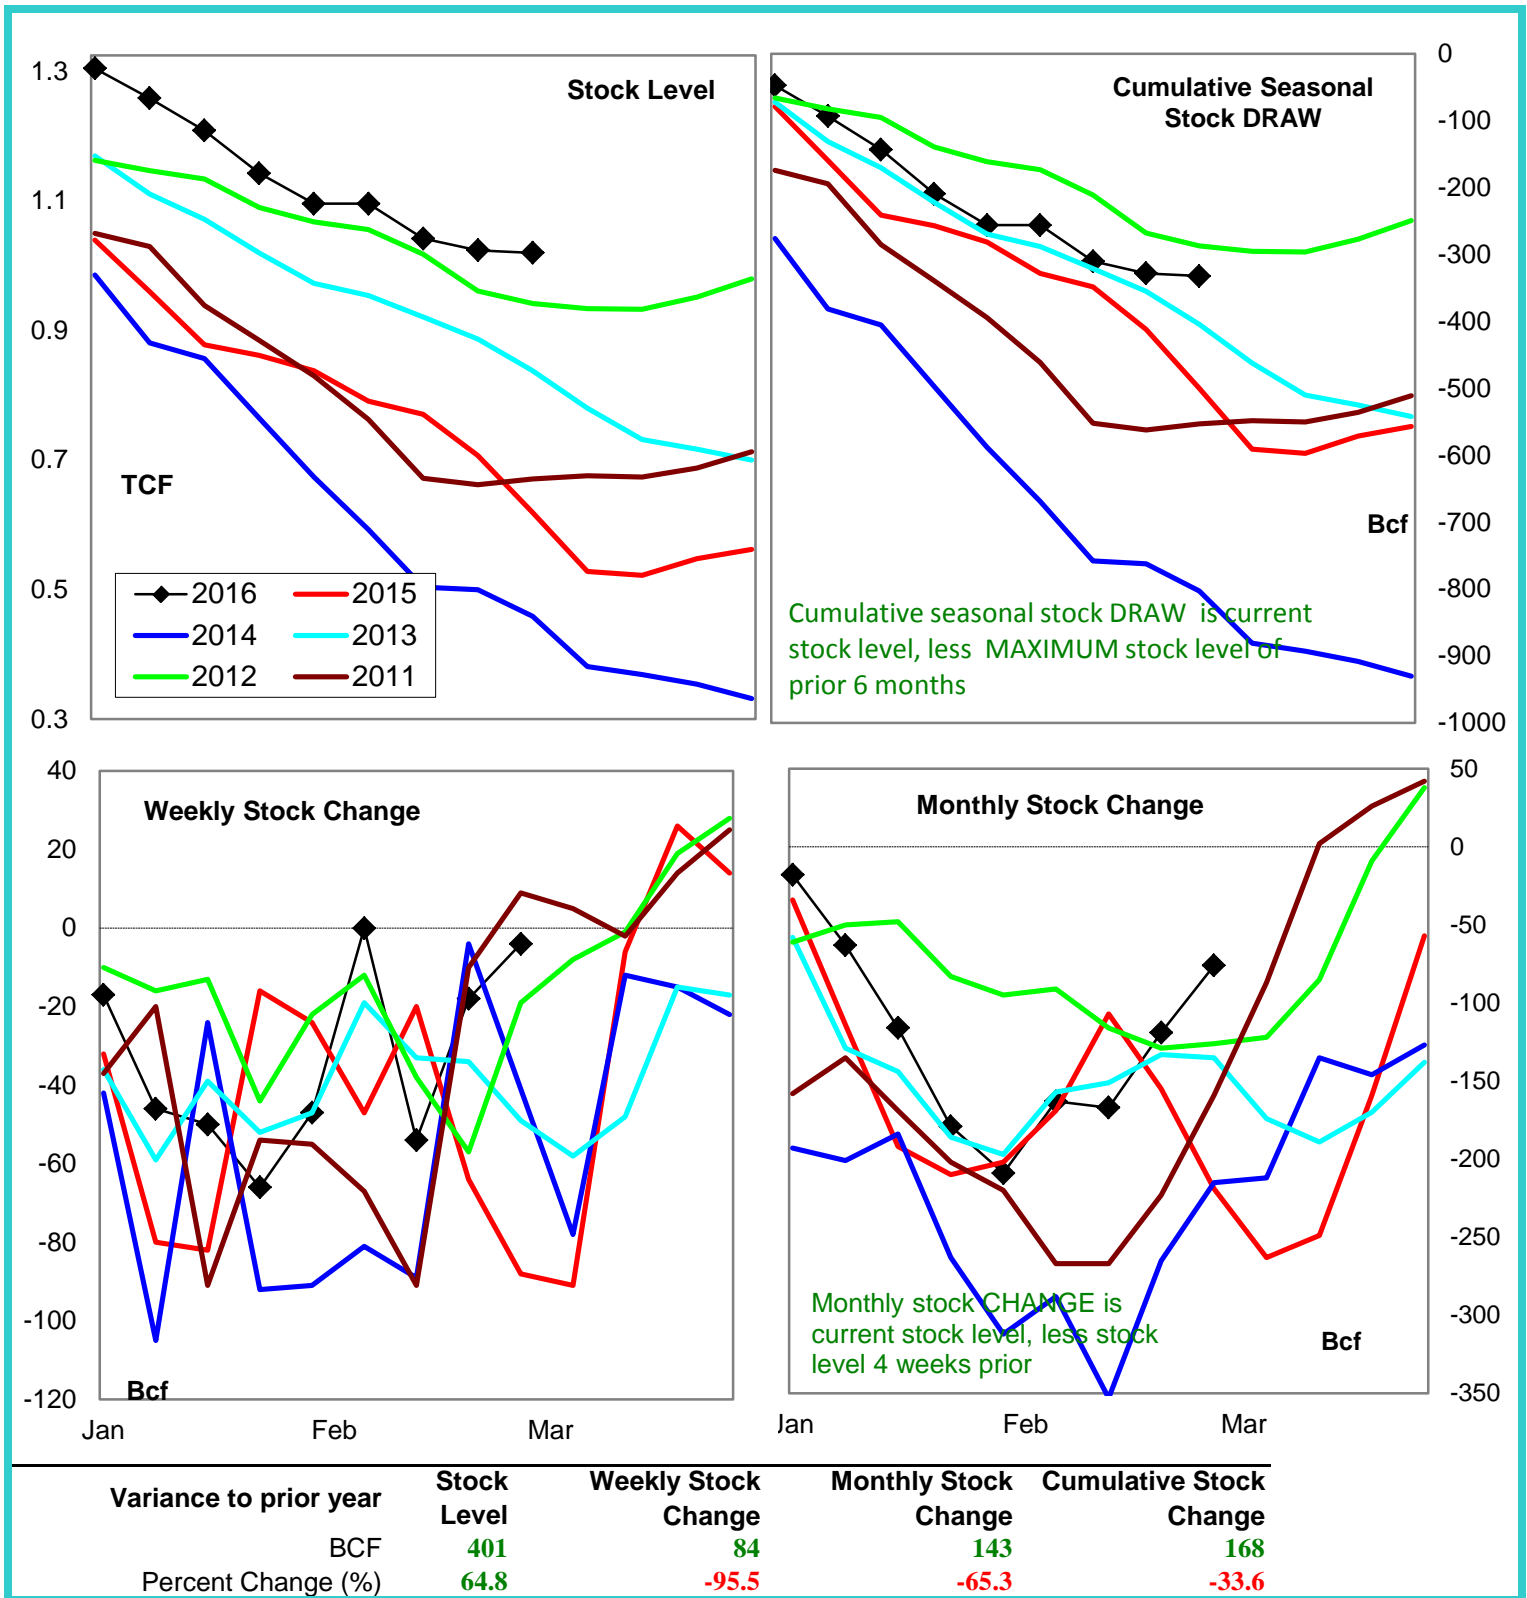 Stock Level
1.3
1.1
0.9
0.7
0.5
0.3
TCF
2016
2015
2014
2013
2012
2011
Cumulative Seasonal
Stock DRAW
0
-100
-200
-300
-400
-500
-600
-700
-800
-900
-1000
Bcf
Cumulative seasonal stock DRAW is current
stock level, less MAXIMUM stock level of
prior 6 months
Weekly Stock Change
40
20
0
-20
-40
-60
-80
-100
-120
Bcf
Jan Feb Mar
Monthly Stock Change
50
0
-50
-100
-150
-200
-250
-300
-350
Monthly stock CHANGE is
current stock level, less stock
level 4 weeks prior
Bcf
Jan Feb Mar
Variance to prior year
Stock
Level
Weekly Stock
Change
Monthly Stock
Change
Cumulative Stock
Change
BCF 401 84 143 168
Percent Change (%) 64.8 -95.5 -65.3 -33.6